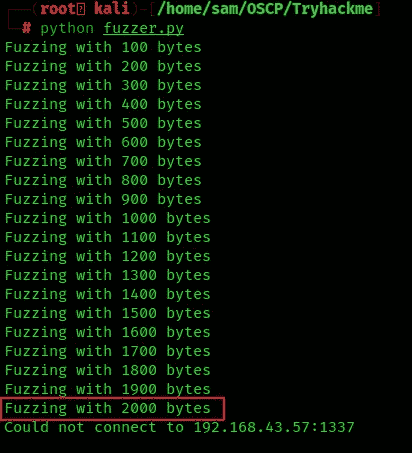 (root kali)-[/home/sam/OSCP/Tryhackme]
# python fuzzer.py
Fuzzing with 100 bytes
Fuzzing with 200 bytes
Fuzzing with 300 bytes
Fuzzing with 400 bytes
Fuzzing with 500 bytes
Fuzzing with 600 bytes
Fuzzing with 700 bytes
Fuzzing with 800 bytes
Fuzzing with 900 bytes
Fuzzing with 1000 bytes
Fuzzing with 1100 bytes
Fuzzing with 1200 bytes
Fuzzing with 1300 bytes
Fuzzing with 1400 bytes
Fuzzing with 1500 bytes
Fuzzing with 1600 bytes
Fuzzing with 1700 bytes
Fuzzing with 1800 bytes
Fuzzing with 1900 bytes
Fuzzing with 2000 bytes
Could not connect to 192.168.43.57:1337